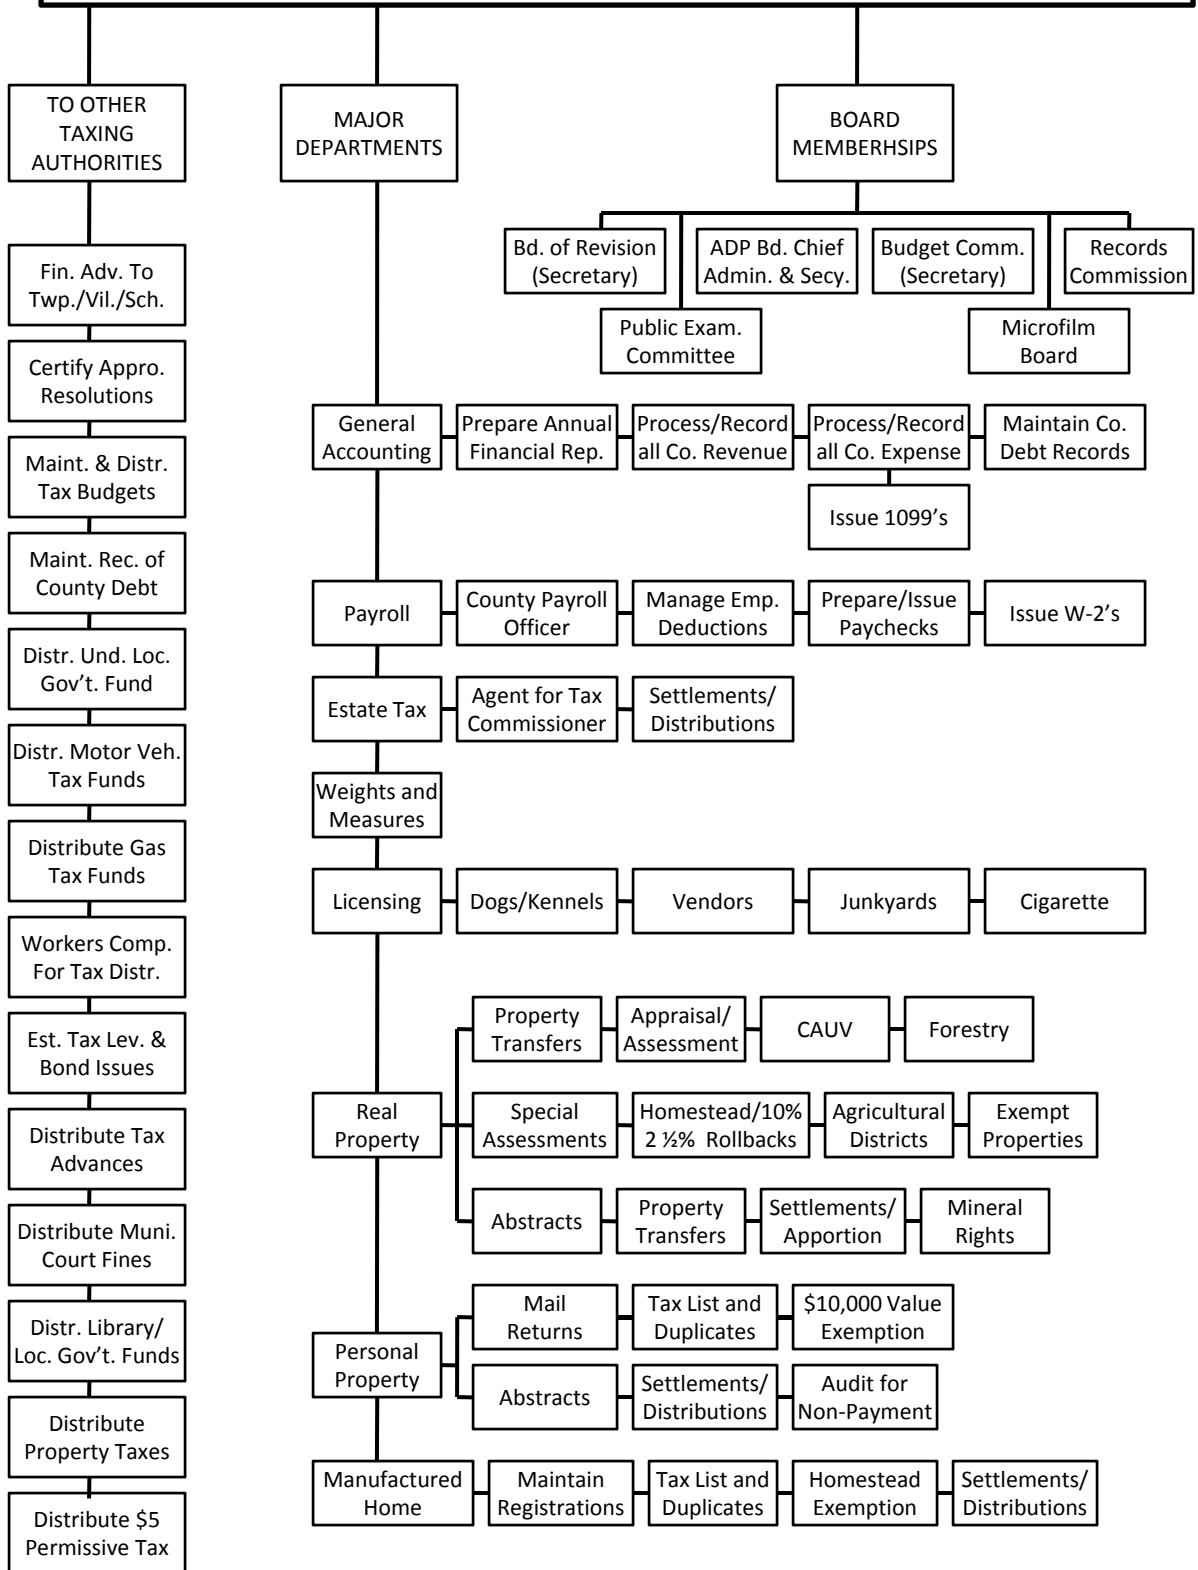 TO OTHER
TAXING
AUTHORITIES
Fin. Adv. To
Twp./Vil./Sch.
Certify Appro.
Resolutions
Maint. & Distr.
Tax Budgets
Maint. Rec. of
County Debt
Distr. Und. Loc.
Gov’t. Fund
Distr. Motor Veh.
Tax Funds
Distribute Gas
Tax Funds
Workers Comp.
For Tax Distr.
Est. Tax Lev. &
Bond Issues
Distribute Tax
Advances
Distribute Muni.
Court Fines
Distr. Library/
Loc. Gov’t. Funds
Distribute
Property Taxes
Distribute $5
Permissive Tax
MAJOR
DEPARTMENTS
BOARD
MEMBERHSIPS
Bd. of Revision
(Secretary)
ADP Bd. Chief
Admin. & Secy.
Budget Comm.
(Secretary)
Records
Commission
Public Exam.
Committee
Microfilm
Board
General
Accounting
Prepare Annual
Financial Rep.
Process/Record
all Co. Revenue
Process/Record
all Co. Expense
Maintain Co.
Debt Records
Issue 1099’s
Payroll
County Payroll
Officer
Manage Emp.
Deductions
Prepare/Issue
Paychecks
Issue W-2’s
Estate Tax
Agent for Tax
Commissioner
Settlements/
Distributions
Weights and
Measures
Licensing
Dogs/Kennels
Vendors
Junkyards
Cigarette
Real
Property
Property
Transfers
Appraisal/
Assessment
CAUV
Forestry
Special
Assessments
Homestead/10%
2 ½% Rollbacks
Agricultural
Districts
Exempt
Properties
Abstracts
Property
Transfers
Settlements/
Apportion
Mineral
Rights
Personal
Property
Mail
Returns
Tax List and
Duplicates
$10,000 Value
Exemption
Abstracts
Settlements/
Distributions
Audit for
Non-Payment
Manufactured
Home
Maintain
Registrations
Tax List and
Duplicates
Homestead
Exemption
Settlements/
Distributions